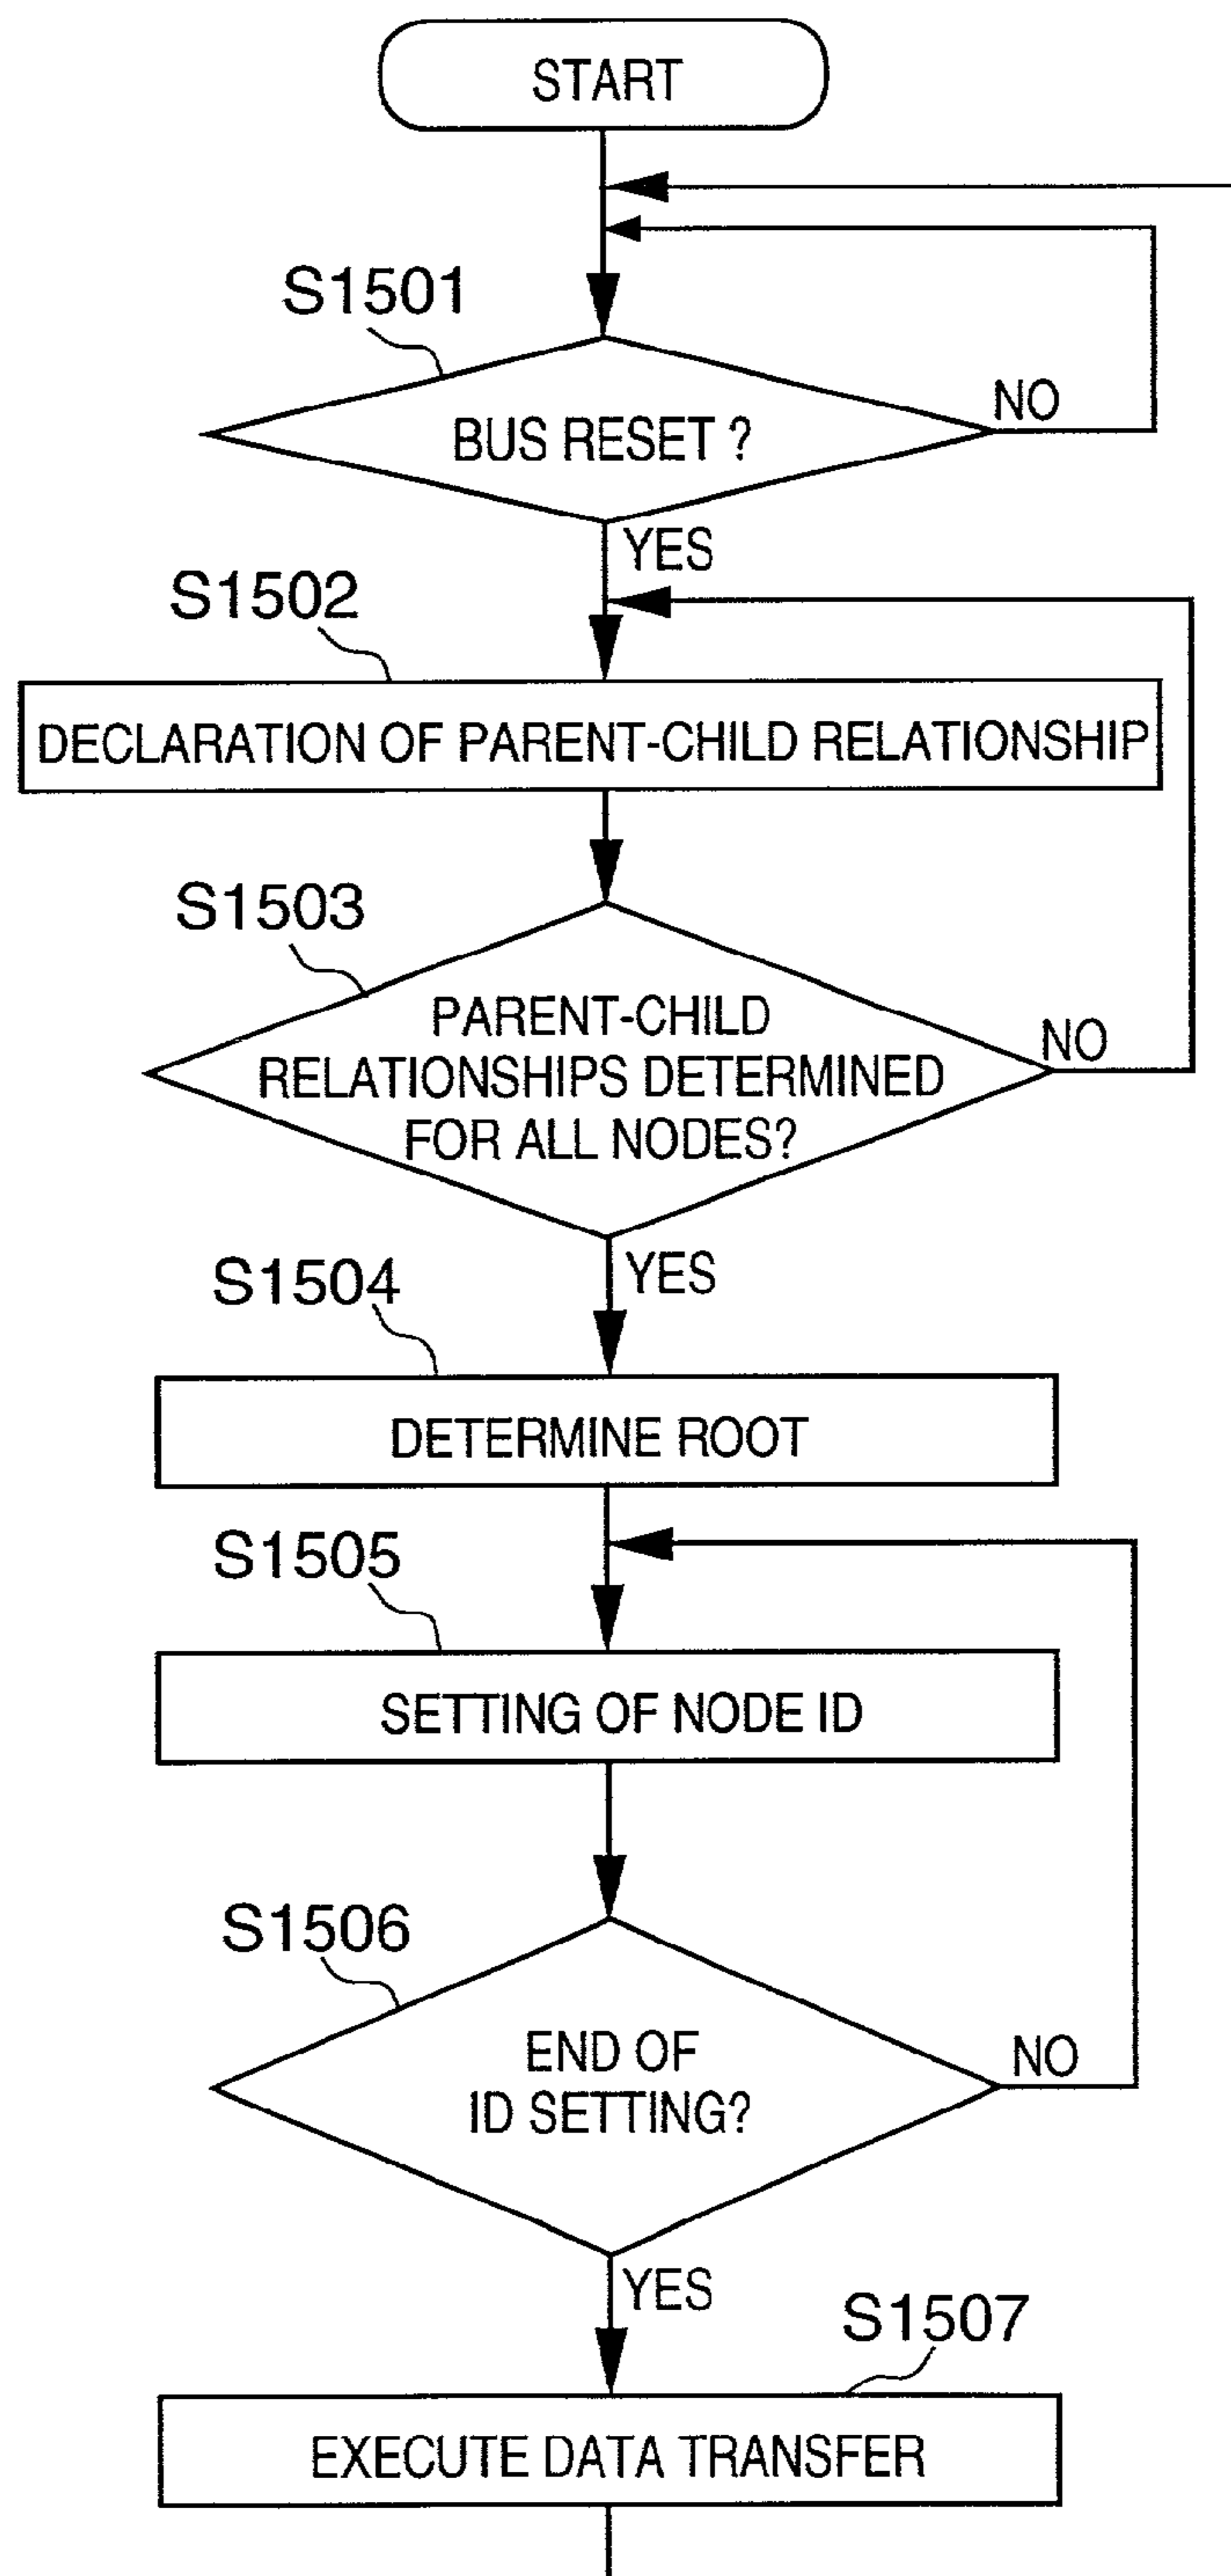 START
S1501
BUS RESET ?
NO
YES
S1502
DECLARATION OF PARENT-CHILD RELATIONSHIP
S1503
PARENT-CHILD
RELATIONSHIPS DETERMINED
FOR ALL NODES?
NO
YES
S1504
DETERMINE ROOT
S1505
SETTING OF NODE ID
S1506
END OF
ID SETTING?
NO
YES
S1507
EXECUTE DATA TRANSFER